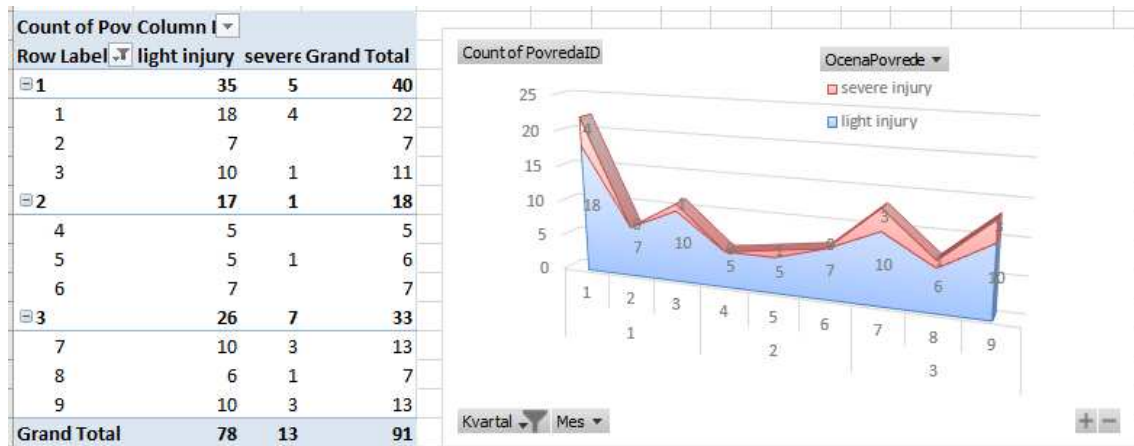 Count of Pov Column l
Row Label light injury severe Grand Total
1 35 5 40
1 18 4 22
2 7 7
3 10 1 11
2 17 1 18
4 5 5
5 5 1 6
6 7 7
3 26 7 33
7 10 3 13
8 6 1 7
9 10 3 13
Grand Total 78 13 91
Count of PovredaID
OcenaPovrede
severe injury
light injury
25
20
15
10
5
0
4
18
7
10
5
5
7
3
10
6
10
1 2 3 4 5 6 7 8 9
1 2 3
Kvartal Mes